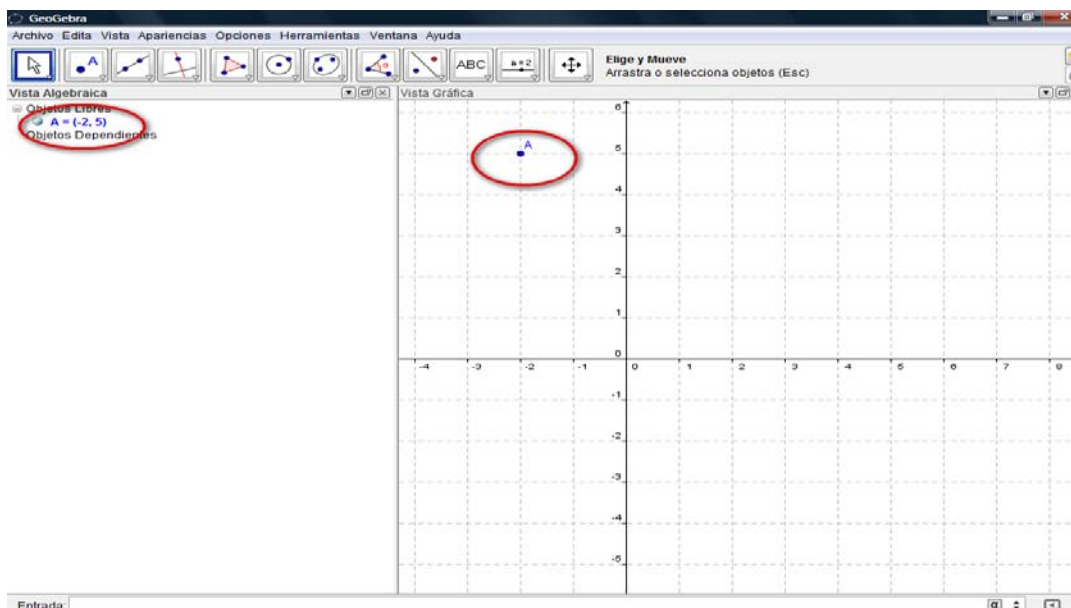 GeoGebra
Archivo Edita Vista Apariencias Opciones Herramientas Ventana Ayuda
A
ABC
a=2
Elige y Mueve
Arrastra o selecciona objetos (Esc)
Vista Algebraica
Vista Gráfica
Objetos Libres
A = (-2, 5)
Objetos Dependientes
A
6
5
4
3
2
1
0
-4 -3 -2 -1 0 1 2 3 4 5 6 7 8
-1
-2
-3
-4
-5
Entrada:
α